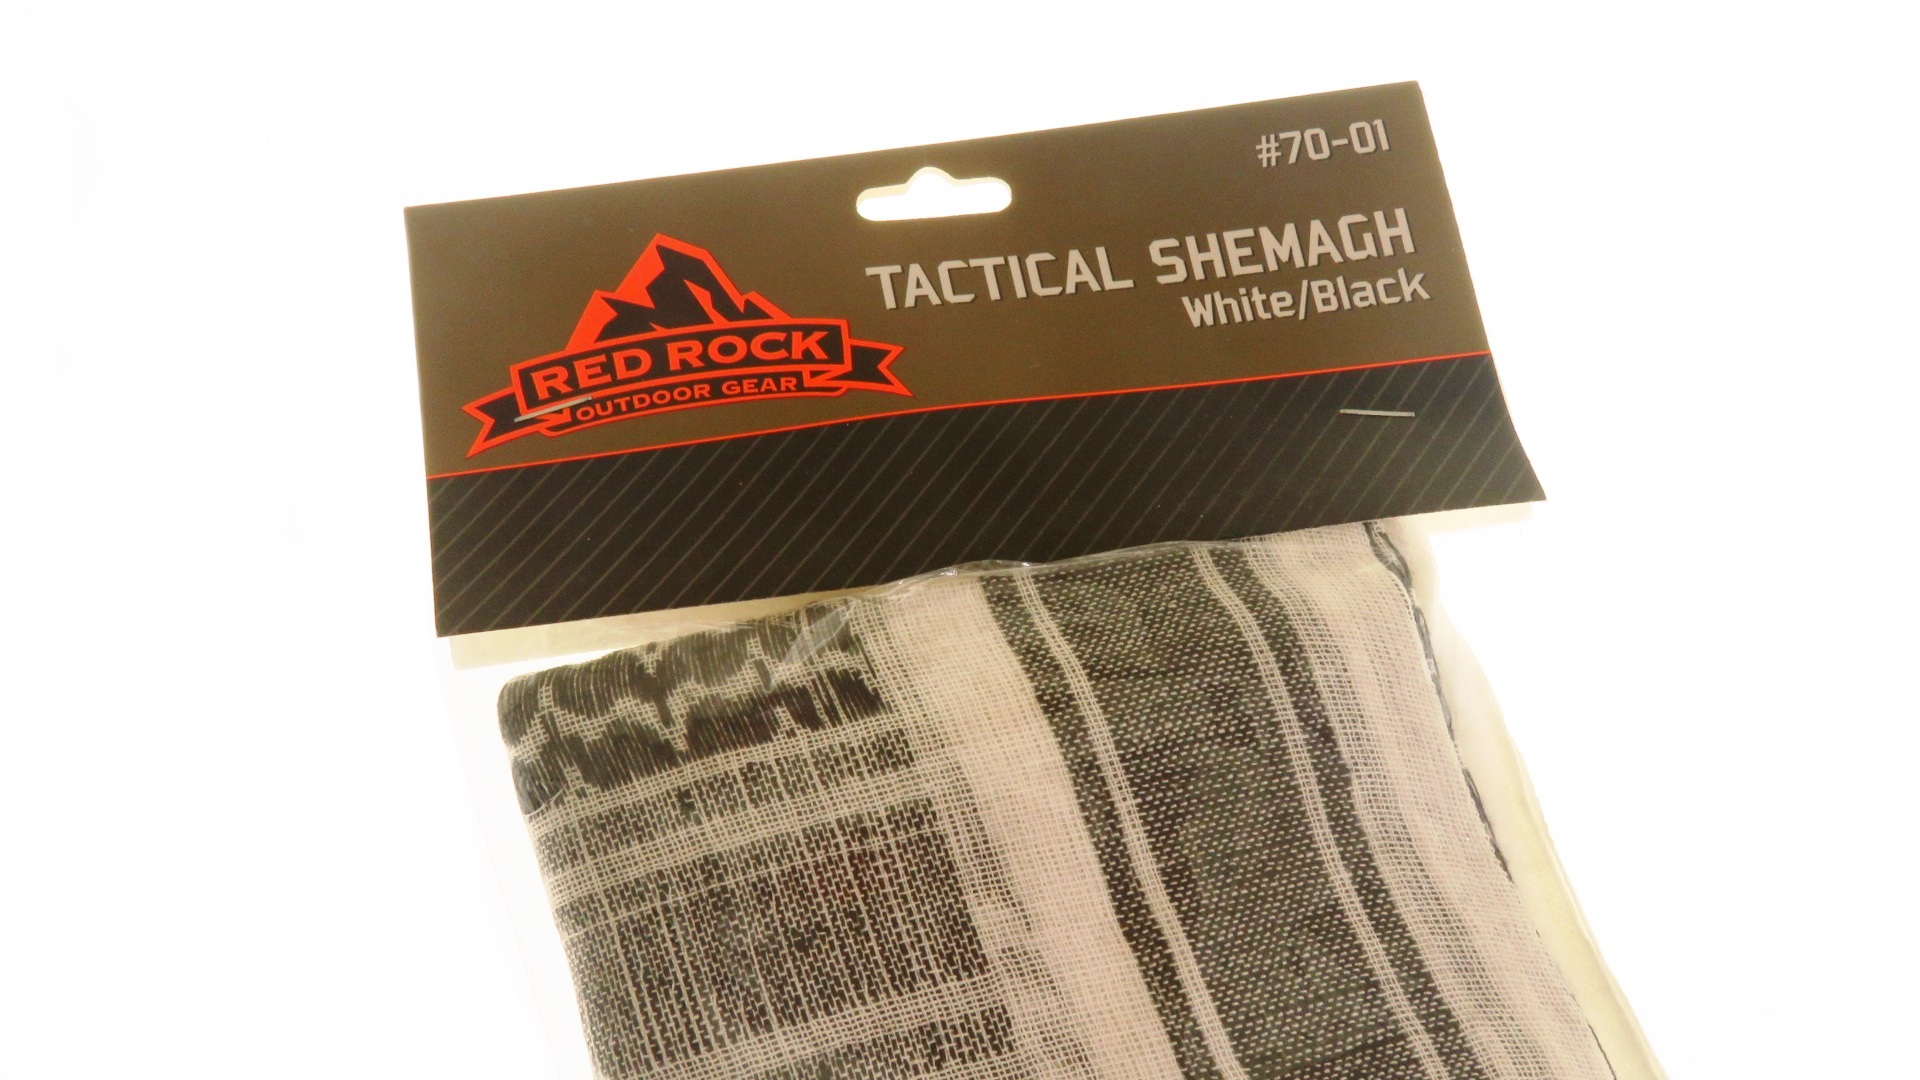 #70-01
TACTICAL SHEMAGH
White/Black
RED ROCK
OUTDOOR GEAR